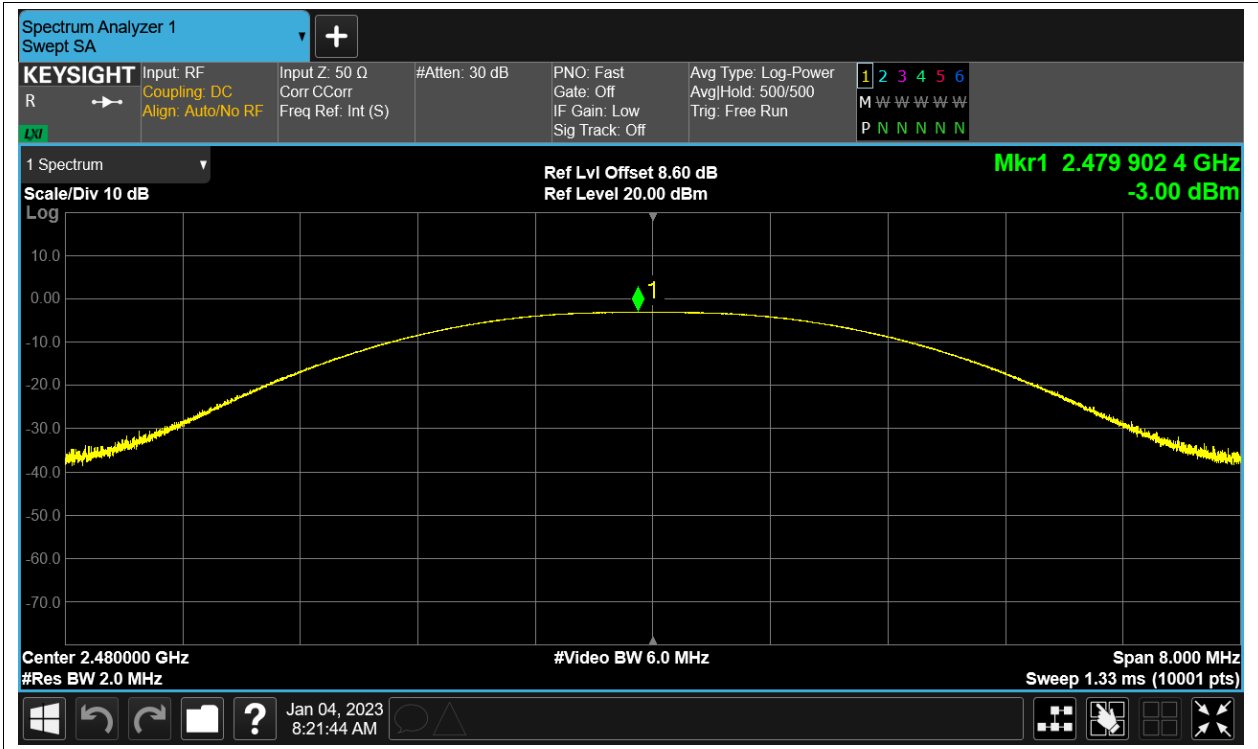 Spectrum Analyzer 1
Swept SA
KEYSIGHT
R
LXI
Input: RF
Coupling: DC
Align: Auto/No RF
Input Z: 50 Ω
Corr CCorr
Freq Ref: Int (S)
#Atten: 30 dB
PNO: Fast
Gate: Off
IF Gain: Low
Sig Track: Off
Avg Type: Log-Power
Avg|Hold: 500/500
Trig: Free Run
1 2 3 4 5 6
M W W W W W W
P N N N N N N
1 Spectrum
Scale/Div 10 dB
Log
Ref Lvl Offset 8.60 dB
Ref Level 20.00 dBm
Mkr1 2.479 902 4 GHz
-3.00 dBm
10.0
0.00
1
-10.0
-20.0
-30.0
-40.0
-50.0
-60.0
-70.0
Center 2.480000 GHz
#Video BW 6.0 MHz
Span 8.000 MHz
#Res BW 2.0 MHz
Sweep 1.33 ms (10001 pts)
?
Jan 04, 2023
8:21:44 AM